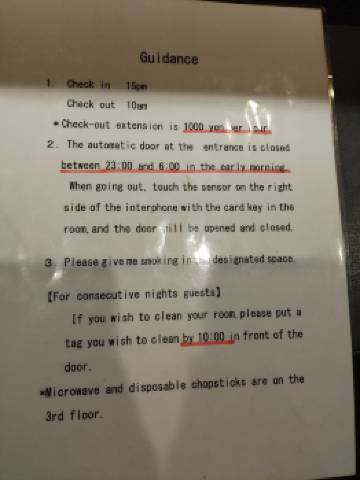 Guidance
1. Check in 15pm
Check out 10am
*Check-out extension is 1000 yen per hour
2. The automatic door at the entrance is closed
between 23:00 and 6:00 in the early morning.
When going out, touch the sensor on the right
side of the interphone with the card key in the
room, and the door will be opened and closed.
3. Please give me smoking in designated space.
【For consecutive nights guests】
If you wish to clean your room, please put a
tag you wish to clean by 10:00 in front of the
door.
*Microwave and disposable chopsticks are on the
3rd floor.